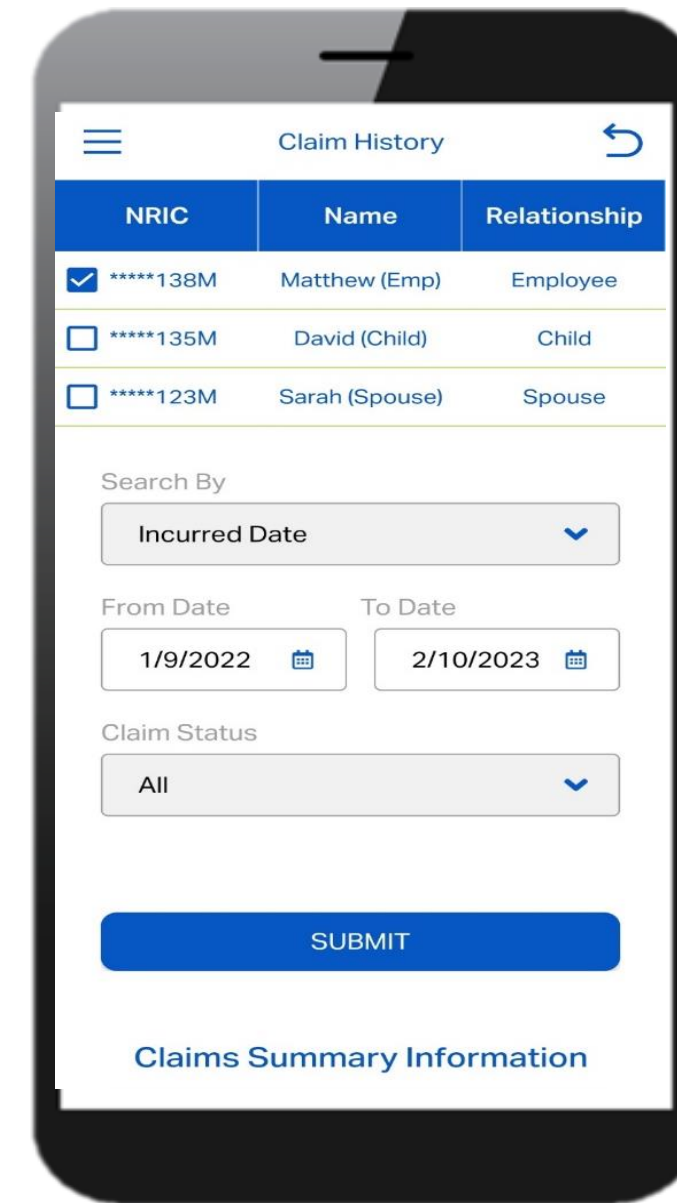 Claim History
NRIC Name Relationship
*****138M Matthew (Emp) Employee
*****135M David (Child) Child
*****123M Sarah (Spouse) Spouse
Search By
Incurred Date
From Date To Date
1/9/2022 2/10/2023
Claim Status
All
SUBMIT
Claims Summary Information